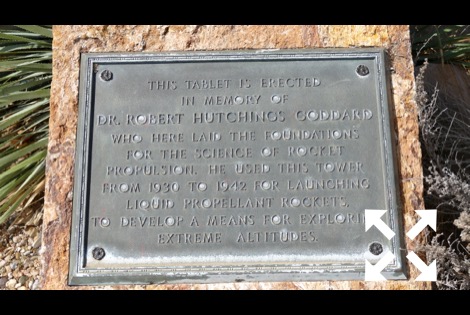 THIS TABLET IS ERECTED
IN MEMORY OF
DR. ROBERT HUTCHINGS GODDARD
WHO HERE LAID THE FOUNDATIONS
FOR THE SCIENCE OF ROCKET
PROPULSION. HE USED THIS TOWER
FROM 1930 TO 1942 FOR LAUNCHING
LIQUID PROPELLANT ROCKETS,
TO DEVELOP A MEANS FOR EXPLORIN
EXTREME ALTITUDES.